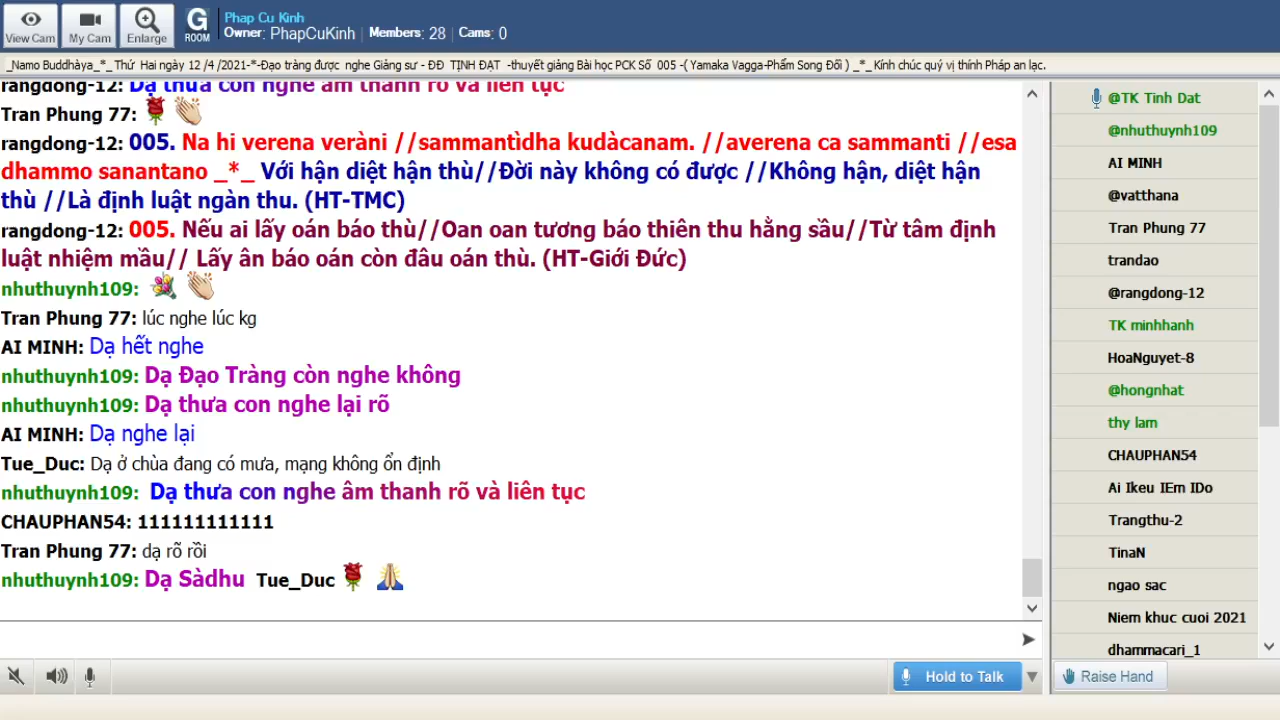 View Cam
My Cam
Enlarge
G
ROOM
Phap Cu Kinh
Owner: PhapCuKinh | Members: 28 | Cams: 0
_Namo Buddhàya_*_ Thứ Hai ngày 12 /4 /2021-*-Đạo tràng được nghe Giảng sư - ĐĐ TỊNH ĐẠT -thuyết giảng Bài học PCK Số 005 -( Yamaka Vagga-Phẩm Song Đối ) _*_ Kính chúc quý vị thính Pháp an lạc.
rangdong-12: Dạ thưa con nghe âm thanh rõ và liên tục
Tran Phung 77:
rangdong-12: 005. Na hi verena veràni //sammantìdha kudàcanam. //averena ca sammanti //esa
dhammo sanantano _*_ Với hận diệt hận thù//Đời này không có được //Không hận, diệt hận
thù //Là định luật ngàn thu. (HT-TMC)
rangdong-12: 005. Nếu ai lấy oán báo thù//Oan oan tương báo thiên thu hằng sầu//Từ tâm định
luật nhiệm mầu// Lấy ân báo oán còn đâu oán thù. (HT-Giới Đức)
nhuthuynh109:
Tran Phung 77: lúc nghe lúc kg
AI MINH: Dạ hết nghe
nhuthuynh109: Dạ Đạo Tràng còn nghe không
nhuthuynh109: Dạ thưa con nghe lại rõ
AI MINH: Dạ nghe lại
Tue_Duc: Dạ ở chùa đang có mưa, mạng không ổn định
nhuthuynh109: Dạ thưa con nghe âm thanh rõ và liên tục
CHAUPHAN54: 111111111111
Tran Phung 77: dạ rõ rồi
nhuthuynh109: Dạ Sàdhu Tue_Duc
@TK Tinh Dat
@nhuthuynh109
AI MINH
@vatthana
Tran Phung 77
trandao
@rangdong-12
TK minhhanh
HoaNguyet-8
@hongnhat
thy lam
CHAUPHAN54
Ai Ikeu IEm IDo
Trangthu-2
TinaN
ngao sac
Niem khuc cuoi 2021
dhammacari_1
Hold to Talk
Raise Hand